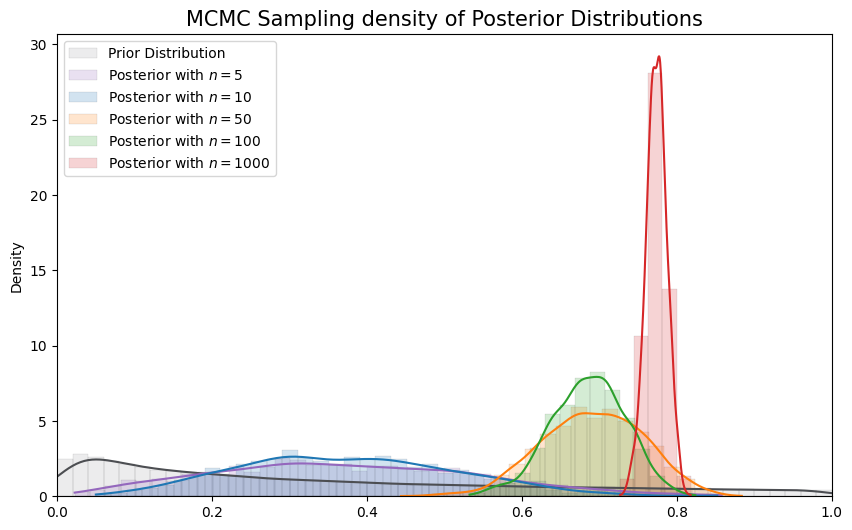 MCMC Sampling density of Posterior Distributions
Prior Distribution
Posterior with n = 5
Posterior with n = 10
Posterior with n = 50
Posterior with n = 100
Posterior with n = 1000
Density
30
25
20
15
10
5
0
0.0 0.2 0.4 0.6 0.8 1.0